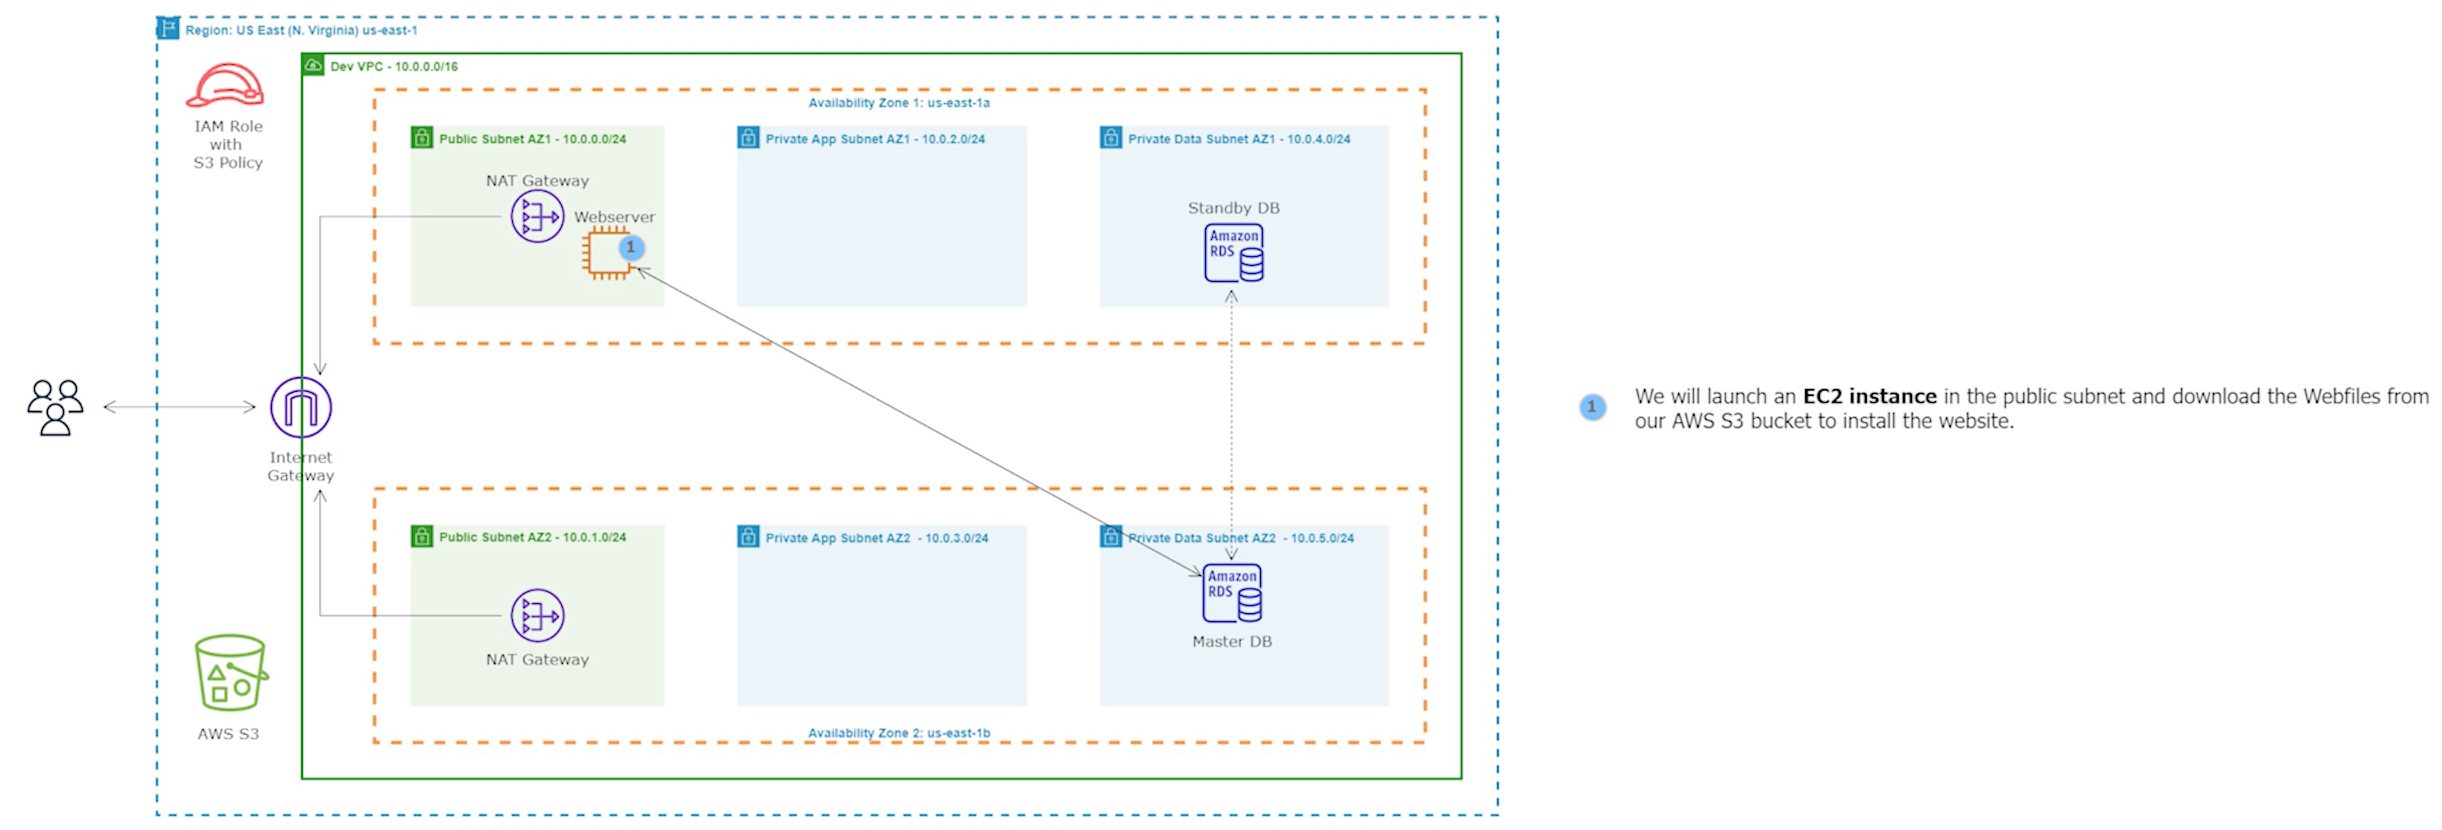 Region: US East (N. Virginia) us-east-1
Dev VPC - 10.0.0.0/16
IAM Role
with
S3 Policy
Availability Zone 1: us-east-1a
Public Subnet AZ1 - 10.0.0.0/24
Private App Subnet AZ1 - 10.0.2.0/24
Private Data Subnet AZ1 - 10.0.4.0/24
NAT Gateway
Webserver
1
Standby DB
Amazon
RDS
Internet
Gateway
1
We will launch an EC2 instance in the public subnet and download the Webfiles from
our AWS S3 bucket to install the website.
Public Subnet AZ2 - 10.0.1.0/24
Private App Subnet AZ2 - 10.0.3.0/24
Private Data Subnet AZ2 - 10.0.5.0/24
Amazon
RDS
Master DB
NAT Gateway
AWS S3
Availability Zone 2: us-east-1b